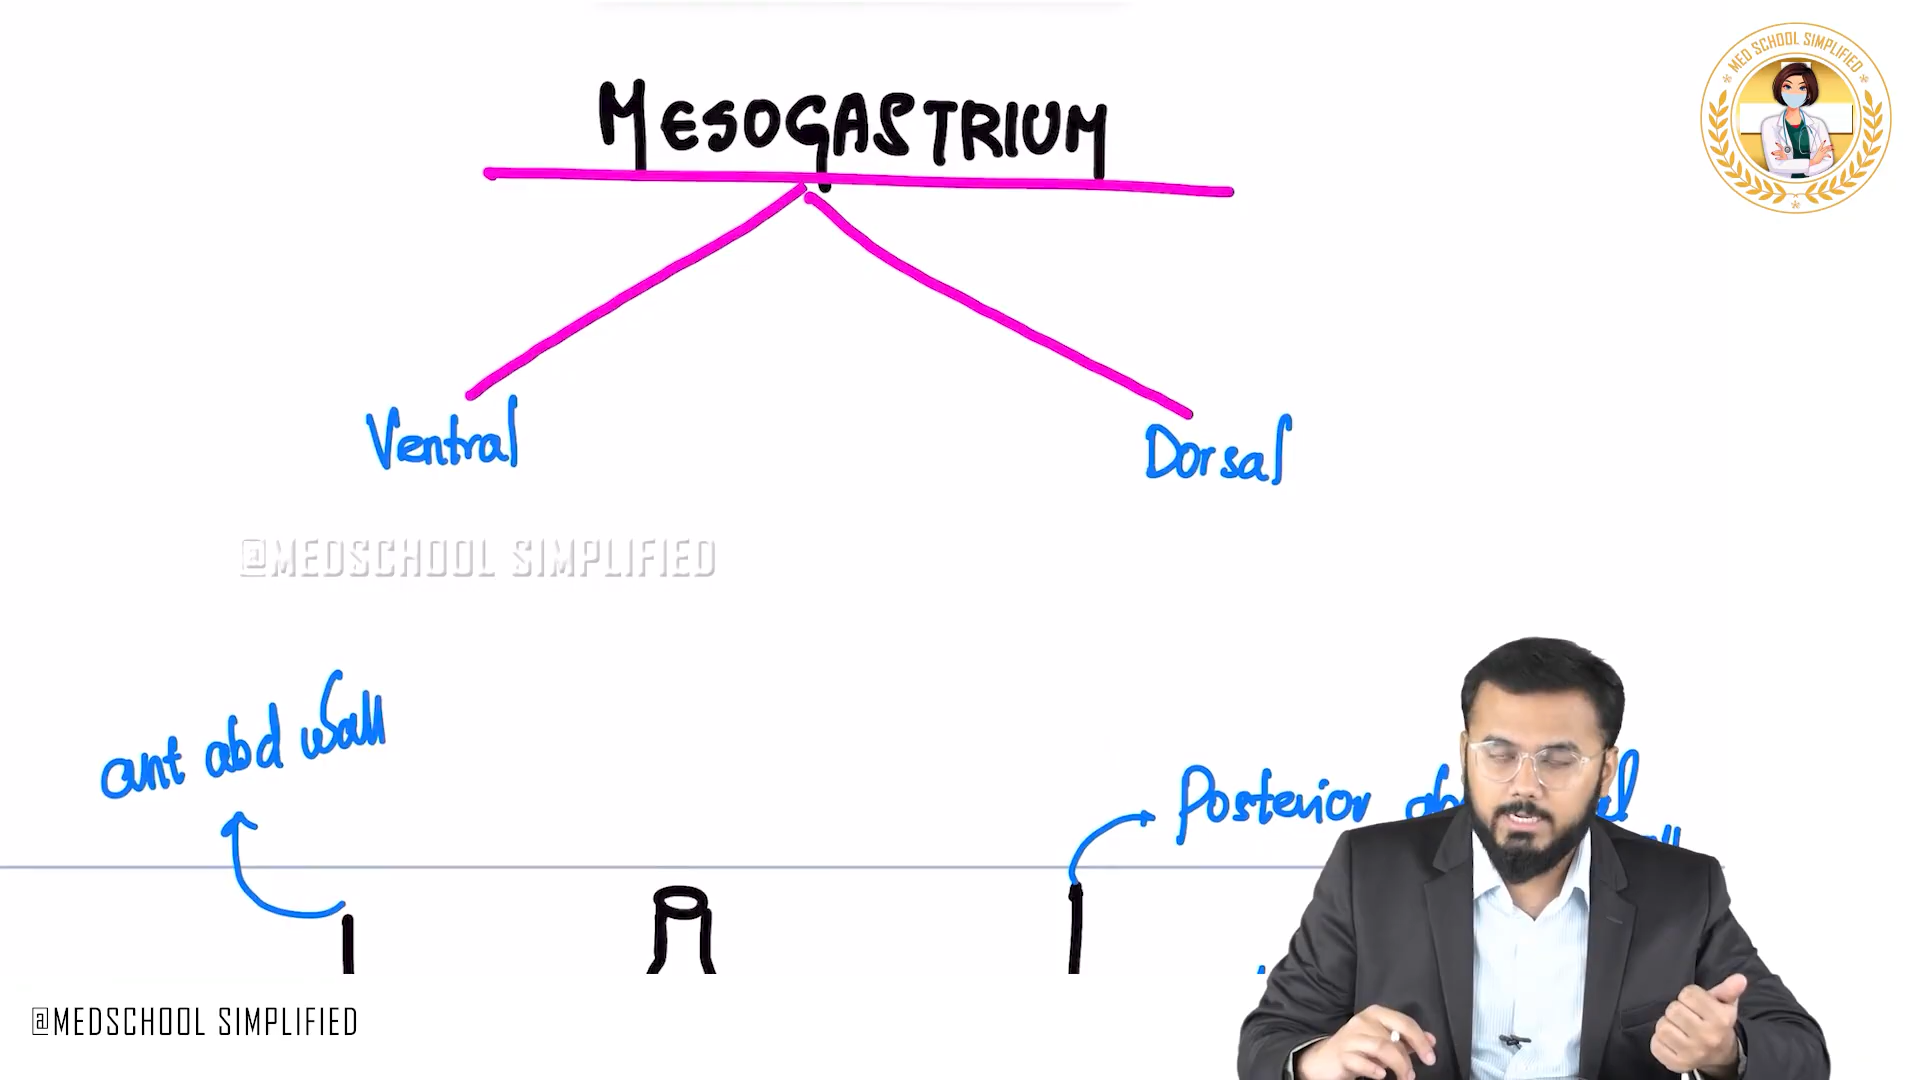 MED SCHOOL SIMPLIFIED
MESOGASTRIUM
Ventral
Dorsal
@MEDSCHOOL SIMPLIFIED
ant abd wall
Posterior
@MEDSCHOOL SIMPLIFIED